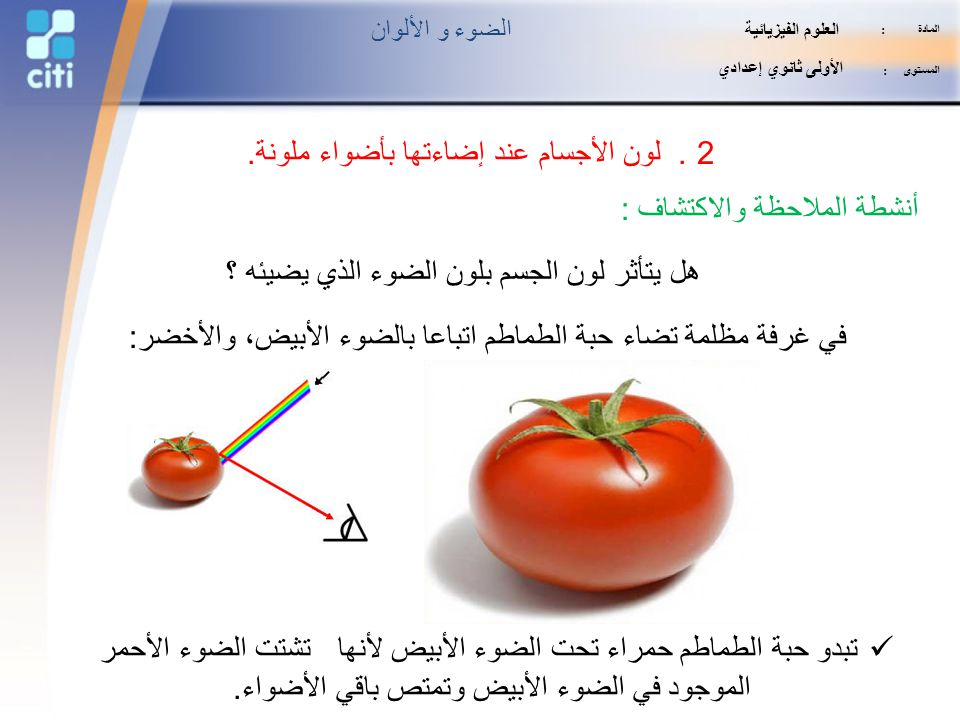 المادة : العلوم الفيزيائية
الضوء و الألوان
المستوى : الأولى ثانوي إعدادي
citi
2 . لون الأجسام عند إضاءتها بأضواء ملونة.
أنشطة الملاحظة والاكتشاف :
هل يتأثر لون الجسم بلون الضوء الذي يضيئه ؟
في غرفة مظلمة تضاء حبة الطماطم اتباعا بالضوء الأبيض، والأخضر:
✓ تبدو حبة الطماطم حمراء تحت الضوء الأبيض لأنها تشتت الضوء الأحمر
الموجود في الضوء الأبيض وتمتص باقي الأضواء.